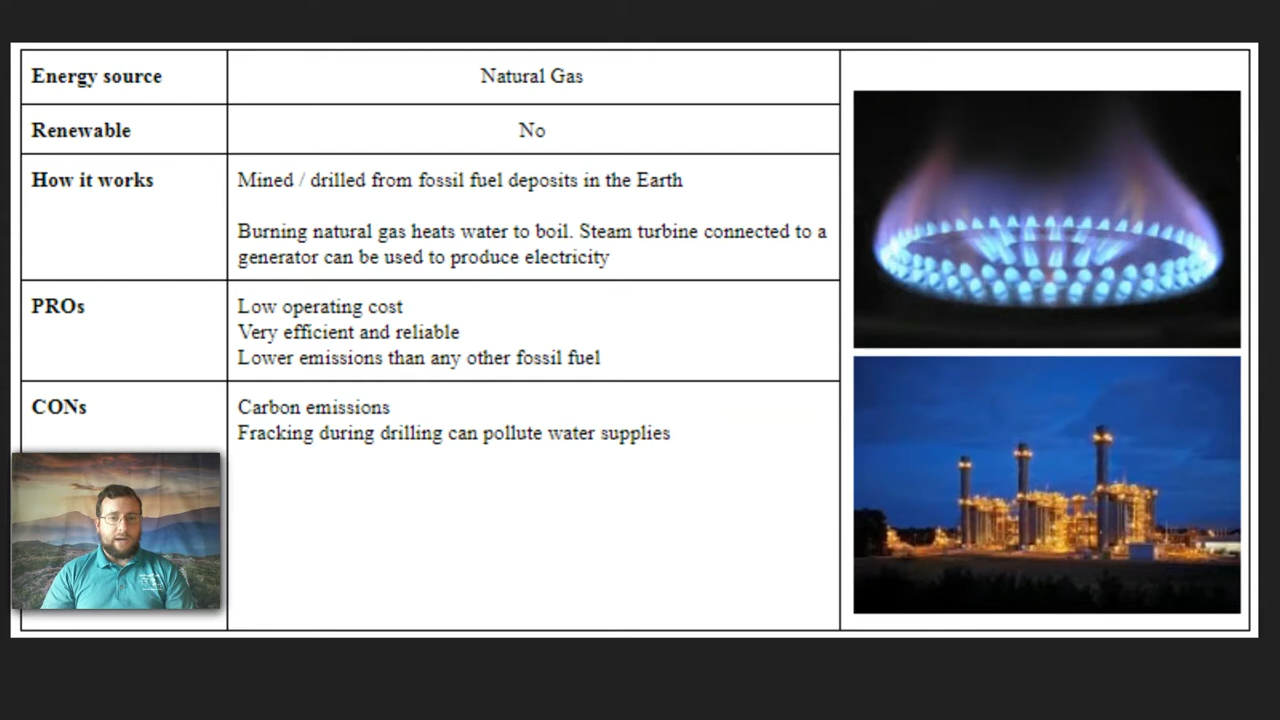 Energy source
Natural Gas
Renewable
No
How it works
Mined / drilled from fossil fuel deposits in the Earth
Burning natural gas heats water to boil. Steam turbine connected to a
generator can be used to produce electricity
PROs
Low operating cost
Very efficient and reliable
Lower emissions than any other fossil fuel
CONs
Carbon emissions
Fracking during drilling can pollute water supplies